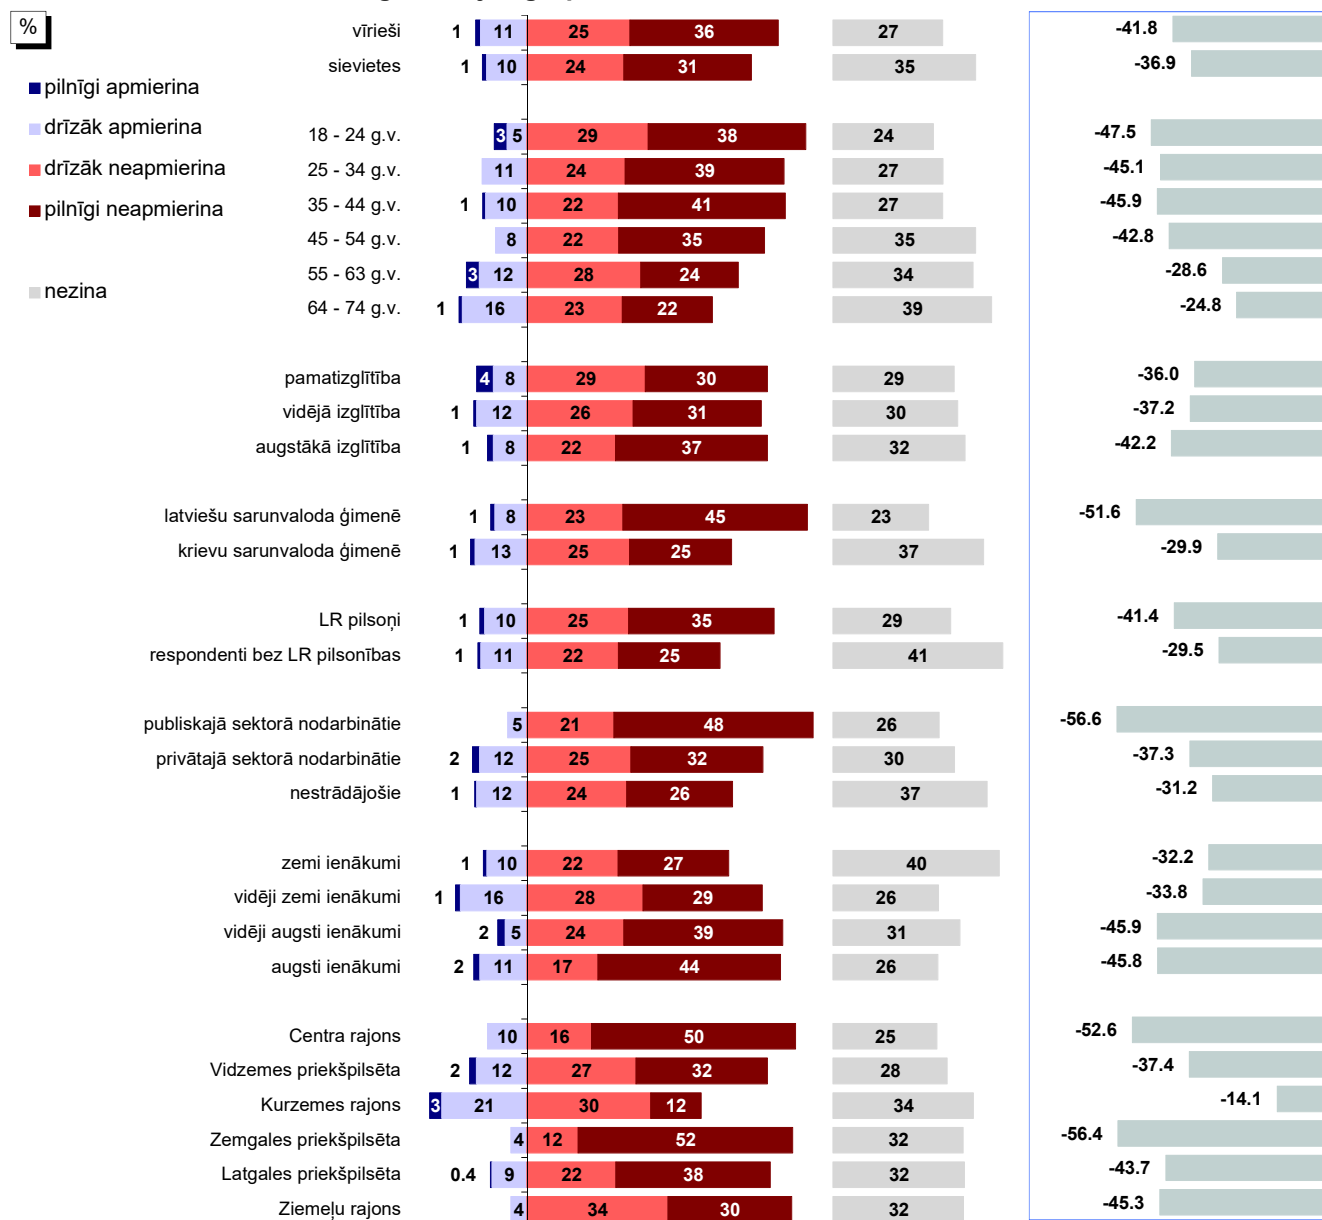 %
pilnīgi apmierina
drīzāk apmierina
drīzāk neapmierina
pilnīgi neapmierina
nezina
vīrieši 1 11 25 36 27 -41.8
sievietes 1 10 24 31 35 -36.9
18 - 24 g.v. 3 5 29 38 24 -47.5
25 - 34 g.v. 11 24 39 27 -45.1
35 - 44 g.v. 1 10 22 41 27 -45.9
45 - 54 g.v. 8 22 35 35 -42.8
55 - 63 g.v. 3 12 28 24 34 -28.6
64 - 74 g.v. 1 16 23 22 39 -24.8
pamatizglītība 4 8 29 30 29 -36.0
vidējā izglītība 1 12 26 31 30 -37.2
augstākā izglītība 1 8 22 37 32 -42.2
latviešu sarunvaloda ģimenē 1 8 23 45 23 -51.6
krievu sarunvaloda ģimenē 1 13 25 25 37 -29.9
LR pilsoņi 1 10 25 35 29 -41.4
respondenti bez LR pilsonības 1 11 22 25 41 -29.5
publiskajā sektorā nodarbinātie 5 21 48 26 -56.6
privātajā sektorā nodarbinātie 2 12 25 32 30 -37.3
nestrādājošie 1 12 24 26 37 -31.2
zemi ienākumi 1 10 22 27 40 -32.2
vidēji zemi ienākumi 1 16 28 29 26 -33.8
vidēji augsti ienākumi 2 5 24 39 31 -45.9
augsti ienākumi 2 11 17 44 26 -45.8
Centra rajons 10 16 50 25 -52.6
Vidzemes priekšpilsēta 2 12 27 32 28 -37.4
Kurzemes rajons 3 21 30 12 34 -14.1
Zemgales priekšpilsēta 4 12 52 32 -56.4
Latgales priekšpilsēta 0.4 9 22 38 32 -43.7
Ziemeļu rajons 4 34 30 32 -45.3